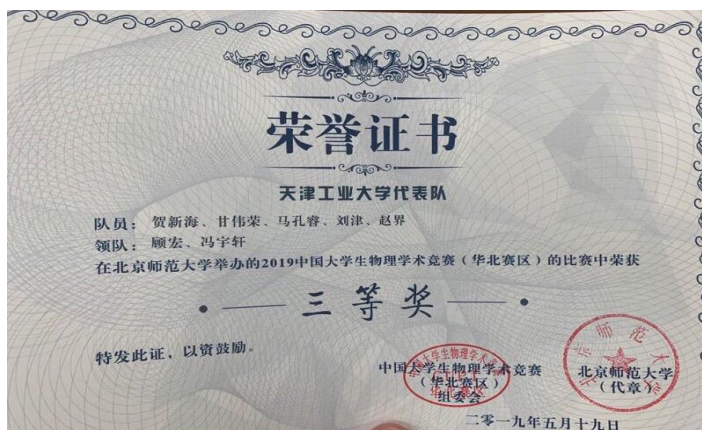 荣誉证书
天津工业大学代表队
队员：贺新海、甘伟荣、马孔睿、刘津、赵界
领队：顾宏、冯宇轩
在北京师范大学举办的2019中国大学生物理学术竞赛（华北赛区）的比赛中荣获
三等奖
特发此证，以资鼓励。
中国大学生物理学术竞赛
（华北赛区）
组委会
北京师范大学
（代章）
二零一九年五月十九日